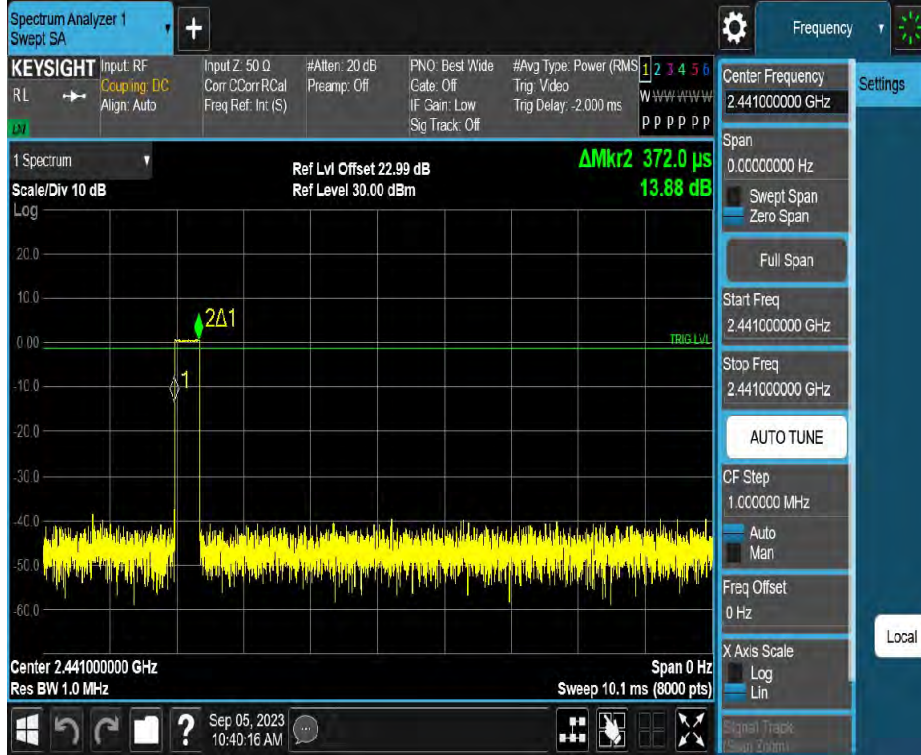 Spectrum Analyzer 1
Swept SA
Frequency
KEYSIGHT
RL
Input: RF
Coupling: DC
Align: Auto
Input Z: 50 Ω
Corr CCorr RCal
Freq Ref: Int (S)
#Atten: 20 dB
Preamp: Off
PNO: Best Wide
Gate: Off
IF Gain: Low
Sig Track: Off
#Avg Type: Power (RMS
Trig: Video
Trig Delay: -2.000 ms
1 2 3 4 5 6
W W W W W W
P P P P P P
1 Spectrum
Scale/Div 10 dB
Log
Ref Lvl Offset 22.99 dB
Ref Level 30.00 dBm
ΔMkr2 372.0 µs
13.88 dB
20.0
10.0
0.00
-10.0
-20.0
-30.0
-40.0
-50.0
-60.0
2Δ1
1
TRIG LVL
Center 2.441000000 GHz
Res BW 1.0 MHz
Span 0 Hz
Sweep 10.1 ms (8000 pts)
?
Sep 05, 2023
10:40:16 AM
Center Frequency
2.441000000 GHz
Span
0.00000000 Hz
Swept Span
Zero Span
Full Span
Start Freq
2.441000000 GHz
Stop Freq
2.441000000 GHz
AUTO TUNE
CF Step
1.000000 MHz
Auto
Man
Freq Offset
0 Hz
X Axis Scale
Log
Lin
Signal Track
(Span Zoom)
Settings
Local